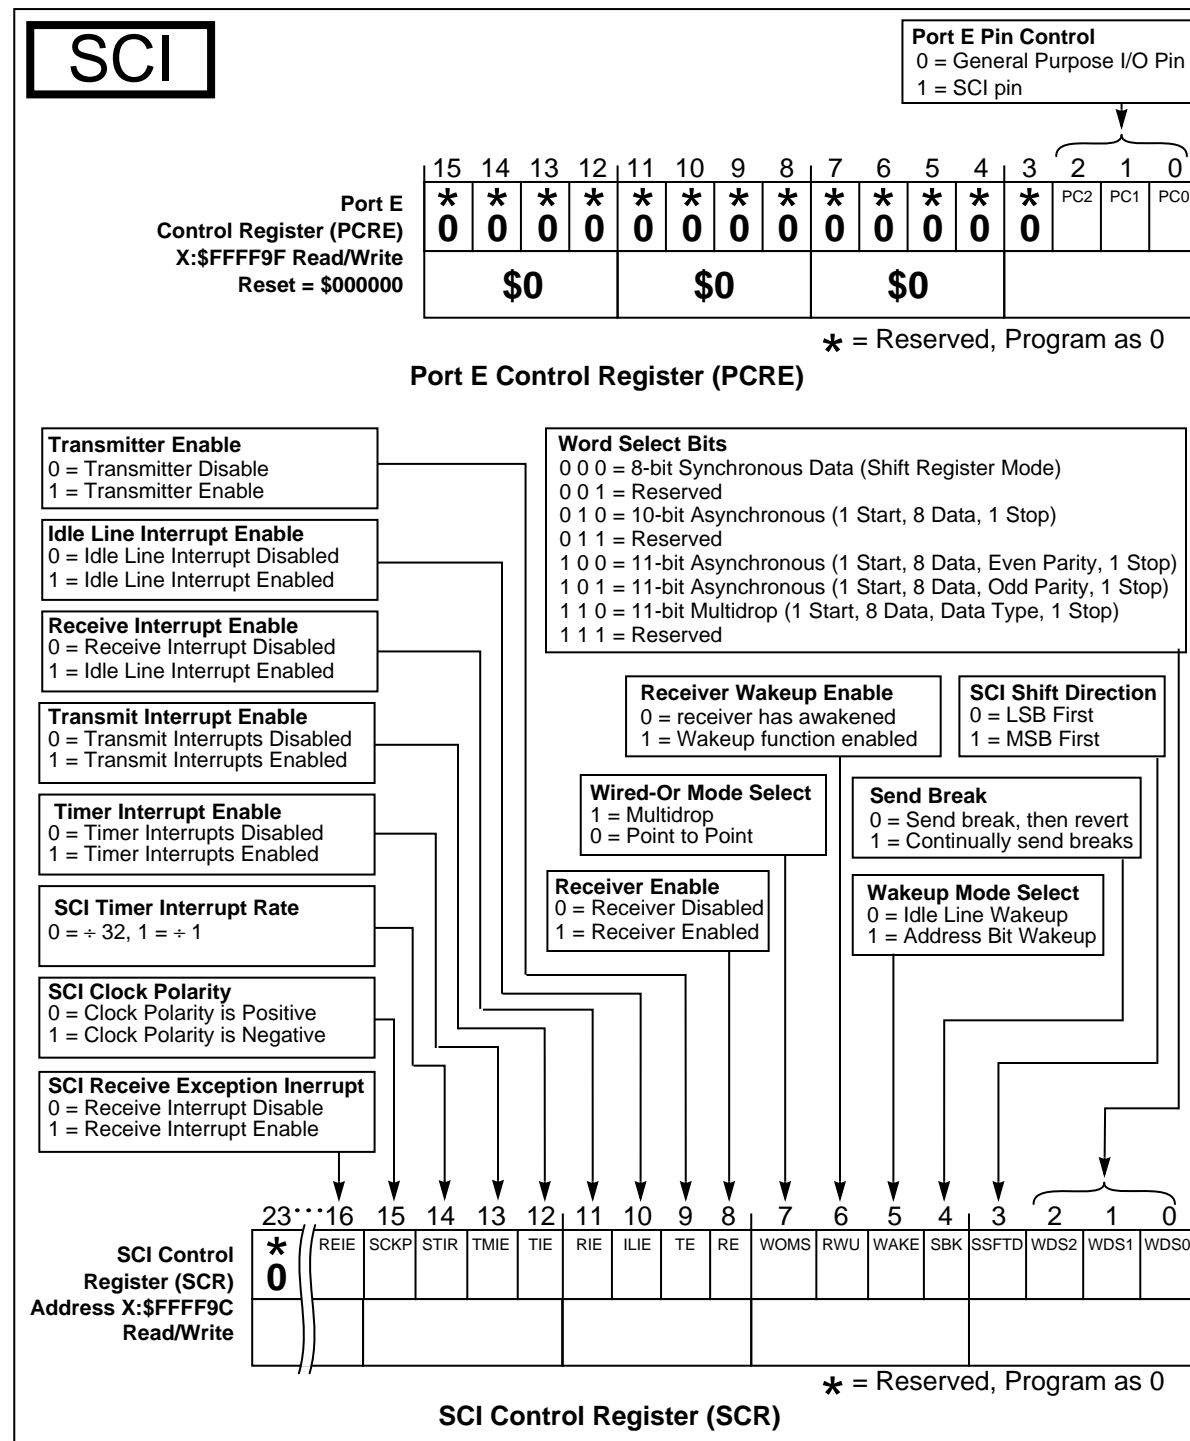 SCI
Port E Pin Control
0 = General Purpose I/O Pin
1 = SCI pin
15 14 13 12 11 10 9 8 7 6 5 4 3 2 1 0
Port E
Control Register (PCRE)
X:$FFFF9F Read/Write
Reset = $000000
* * * * * * * * * * * * * PC2 PC1 PC0
0 0 0 0 0 0 0 0 0 0 0 0 0
$0 $0 $0
* = Reserved, Program as 0
Port E Control Register (PCRE)
Transmitter Enable
0 = Transmitter Disable
1 = Transmitter Enable
Idle Line Interrupt Enable
0 = Idle Line Interrupt Disabled
1 = Idle Line Interrupt Enabled
Receive Interrupt Enable
0 = Receive Interrupt Disabled
1 = Idle Line Interrupt Enabled
Transmit Interrupt Enable
0 = Transmit Interrupts Disabled
1 = Transmit Interrupts Enabled
Timer Interrupt Enable
0 = Timer Interrupts Disabled
1 = Timer Interrupts Enabled
SCI Timer Interrupt Rate
0 = ÷ 32, 1 = ÷ 1
SCI Clock Polarity
0 = Clock Polarity is Positive
1 = Clock Polarity is Negative
SCI Receive Exception Inerrupt
0 = Receive Interrupt Disable
1 = Receive Interrupt Enable
Word Select Bits
0 0 0 = 8-bit Synchronous Data (Shift Register Mode)
0 0 1 = Reserved
0 1 0 = 10-bit Asynchronous (1 Start, 8 Data, 1 Stop)
0 1 1 = Reserved
1 0 0 = 11-bit Asynchronous (1 Start, 8 Data, Even Parity, 1 Stop)
1 0 1 = 11-bit Asynchronous (1 Start, 8 Data, Odd Parity, 1 Stop)
1 1 0 = 11-bit Multidrop (1 Start, 8 Data, Data Type, 1 Stop)
1 1 1 = Reserved
Receiver Wakeup Enable
0 = receiver has awakened
1 = Wakeup function enabled
SCI Shift Direction
0 = LSB First
1 = MSB First
Wired-Or Mode Select
1 = Multidrop
0 = Point to Point
Send Break
0 = Send break, then revert
1 = Continually send breaks
Receiver Enable
0 = Receiver Disabled
1 = Receiver Enabled
Wakeup Mode Select
0 = Idle Line Wakeup
1 = Address Bit Wakeup
23 16 15 14 13 12 11 10 9 8 7 6 5 4 3 2 1 0
SCI Control
Register (SCR)
Address X:$FFFF9C
Read/Write
* REIE SCKP STIR TMIE TIE RIE ILIE TE RE WOMS RWU WAKE SBK SSFTD WDS2 WDS1 WDS0
0
* = Reserved, Program as 0
SCI Control Register (SCR)